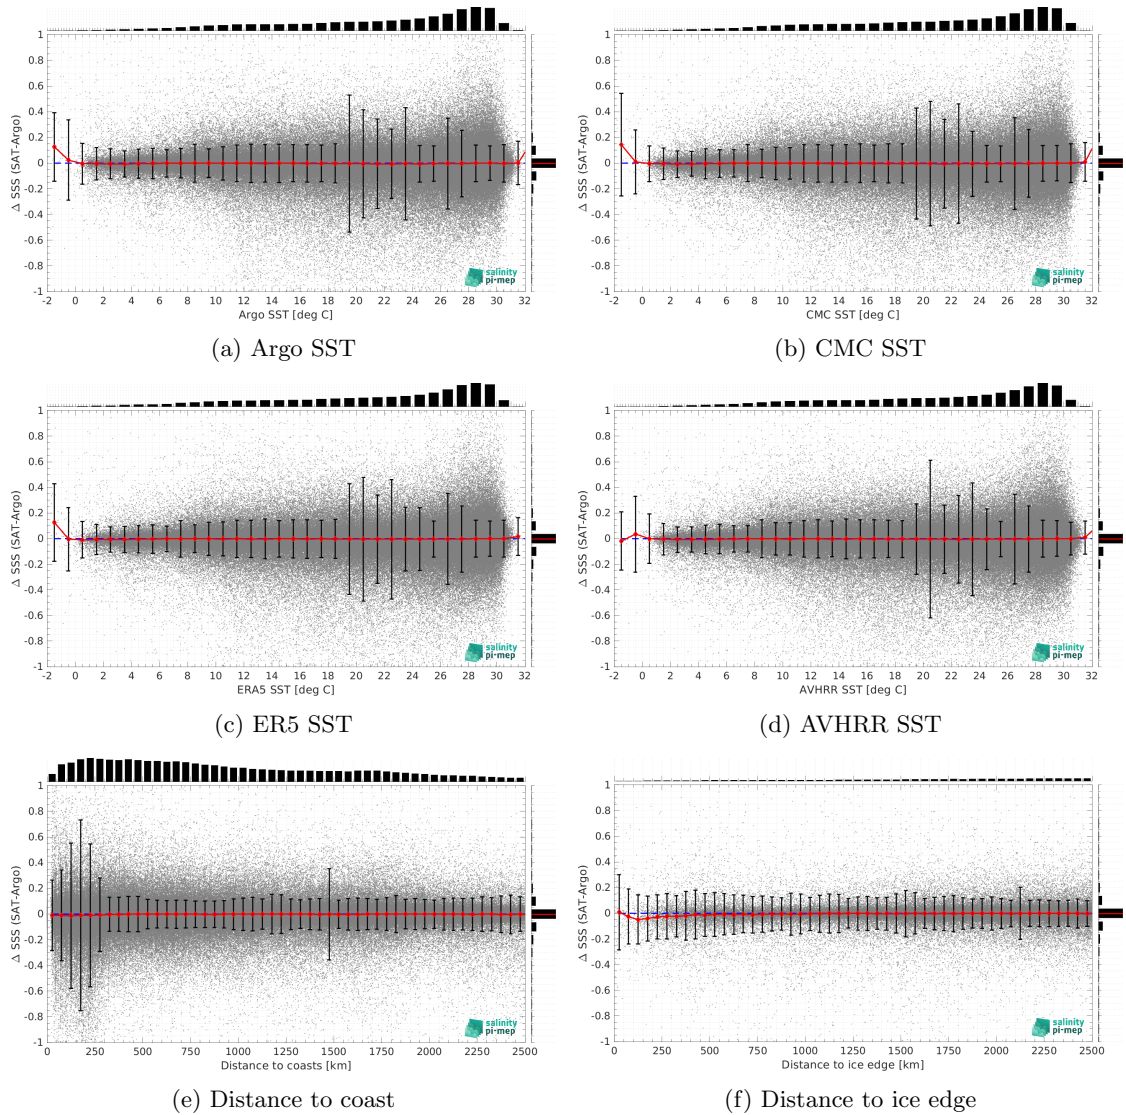 1
0.8
0.6
0.4
0.2
0
-0.2
-0.4
-0.6
-0.8
-1
Δ SSS (SAT-Argo)
-2 0 2 4 6 8 10 12 14 16 18 20 22 24 26 28 30 32
Argo SST [deg C]
salinity
pi-mep
(a) Argo SST
1
0.8
0.6
0.4
0.2
0
-0.2
-0.4
-0.6
-0.8
-1
Δ SSS (SAT-Argo)
-2 0 2 4 6 8 10 12 14 16 18 20 22 24 26 28 30 32
CMC SST [deg C]
salinity
pi-mep
(b) CMC SST
1
0.8
0.6
0.4
0.2
0
-0.2
-0.4
-0.6
-0.8
-1
Δ SSS (SAT-Argo)
-2 0 2 4 6 8 10 12 14 16 18 20 22 24 26 28 30 32
ERA5 SST [deg C]
salinity
pi-mep
(c) ER5 SST
1
0.8
0.6
0.4
0.2
0
-0.2
-0.4
-0.6
-0.8
-1
Δ SSS (SAT-Argo)
-2 0 2 4 6 8 10 12 14 16 18 20 22 24 26 28 30 32
AVHRR SST [deg C]
salinity
pi-mep
(d) AVHRR SST
1
0.8
0.6
0.4
0.2
0
-0.2
-0.4
-0.6
-0.8
-1
Δ SSS (SAT-Argo)
0 250 500 750 1000 1250 1500 1750 2000 2250 2500
Distance to coasts [km]
salinity
pi-mep
(e) Distance to coast
1
0.8
0.6
0.4
0.2
0
-0.2
-0.4
-0.6
-0.8
-1
Δ SSS (SAT-Argo)
0 250 500 750 1000 1250 1500 1750 2000 2250 2500
Distance to ice edge [km]
salinity
pi-mep
(f) Distance to ice edge